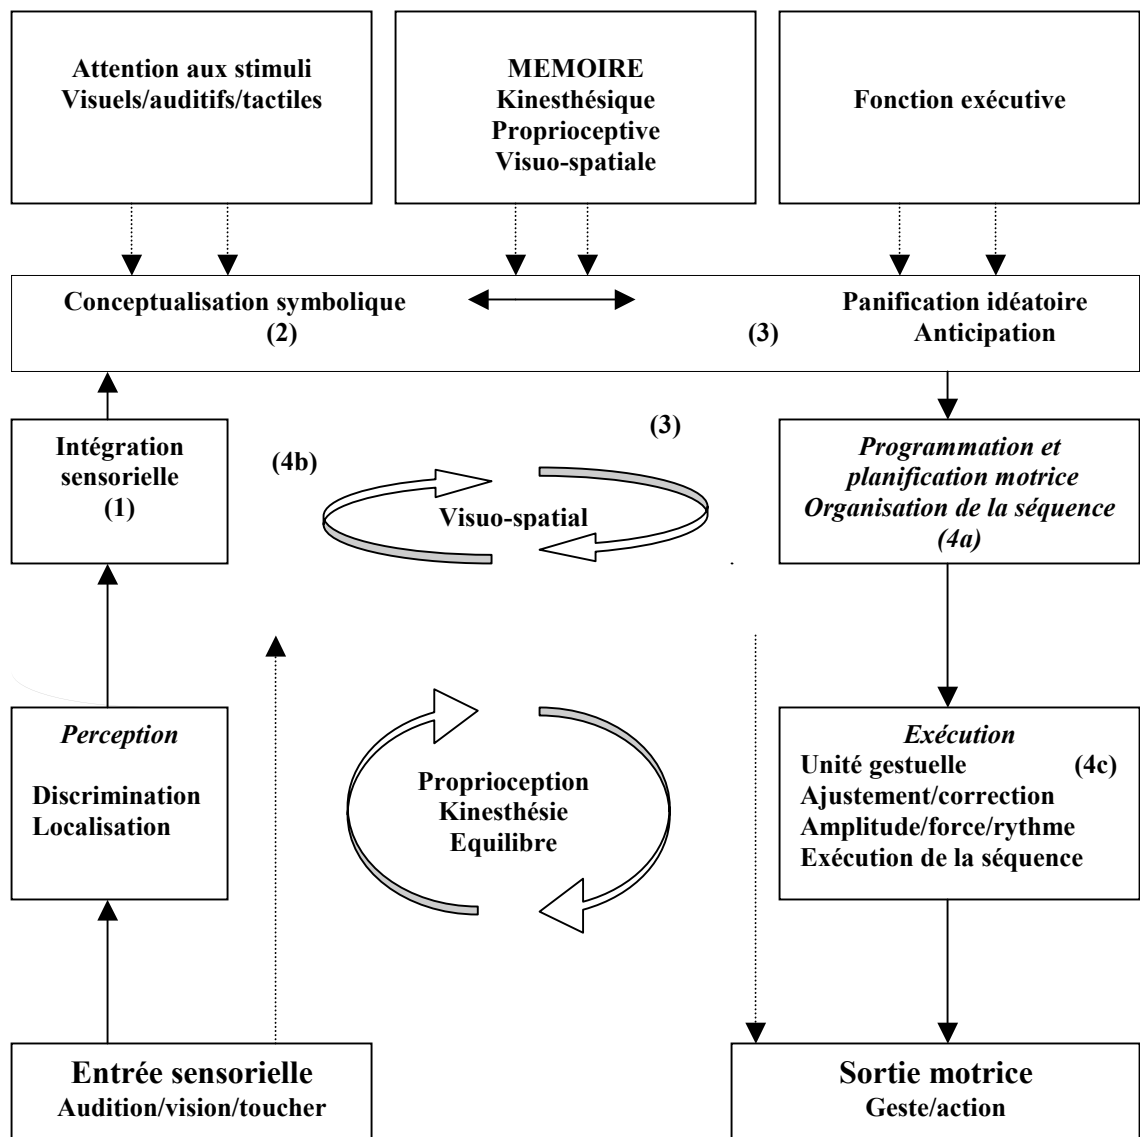 Attention aux stimuli
Visuels/auditifs/tactiles
MEMOIRE
Kinesthésique
Proprioceptive
Visuo-spatiale
Fonction exécutive
Conceptualisation symbolique
(2)
Panification idéatoire
(3) Anticipation
Intégration
sensorielle
(1)
(4b)
(3)
Visuo-spatial
Programmation et
planification motrice
Organisation de la séquence
(4a)
Perception
Discrimination
Localisation
Proprioception
Kinesthésie
Equilibre
Exécution
Unité gestuelle (4c)
Ajustement/correction
Amplitude/force/rythme
Exécution de la séquence
Entrée sensorielle
Audition/vision/toucher
Sortie motrice
Geste/action